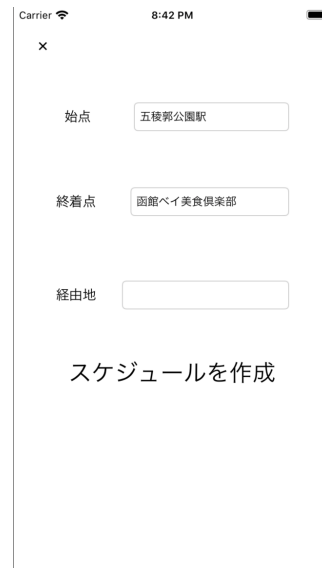 Carrier 8:42 PM
×
始点 五稜郭公園駅
終着点 函館ベイ美食倶楽部
経由地
スケジュールを作成